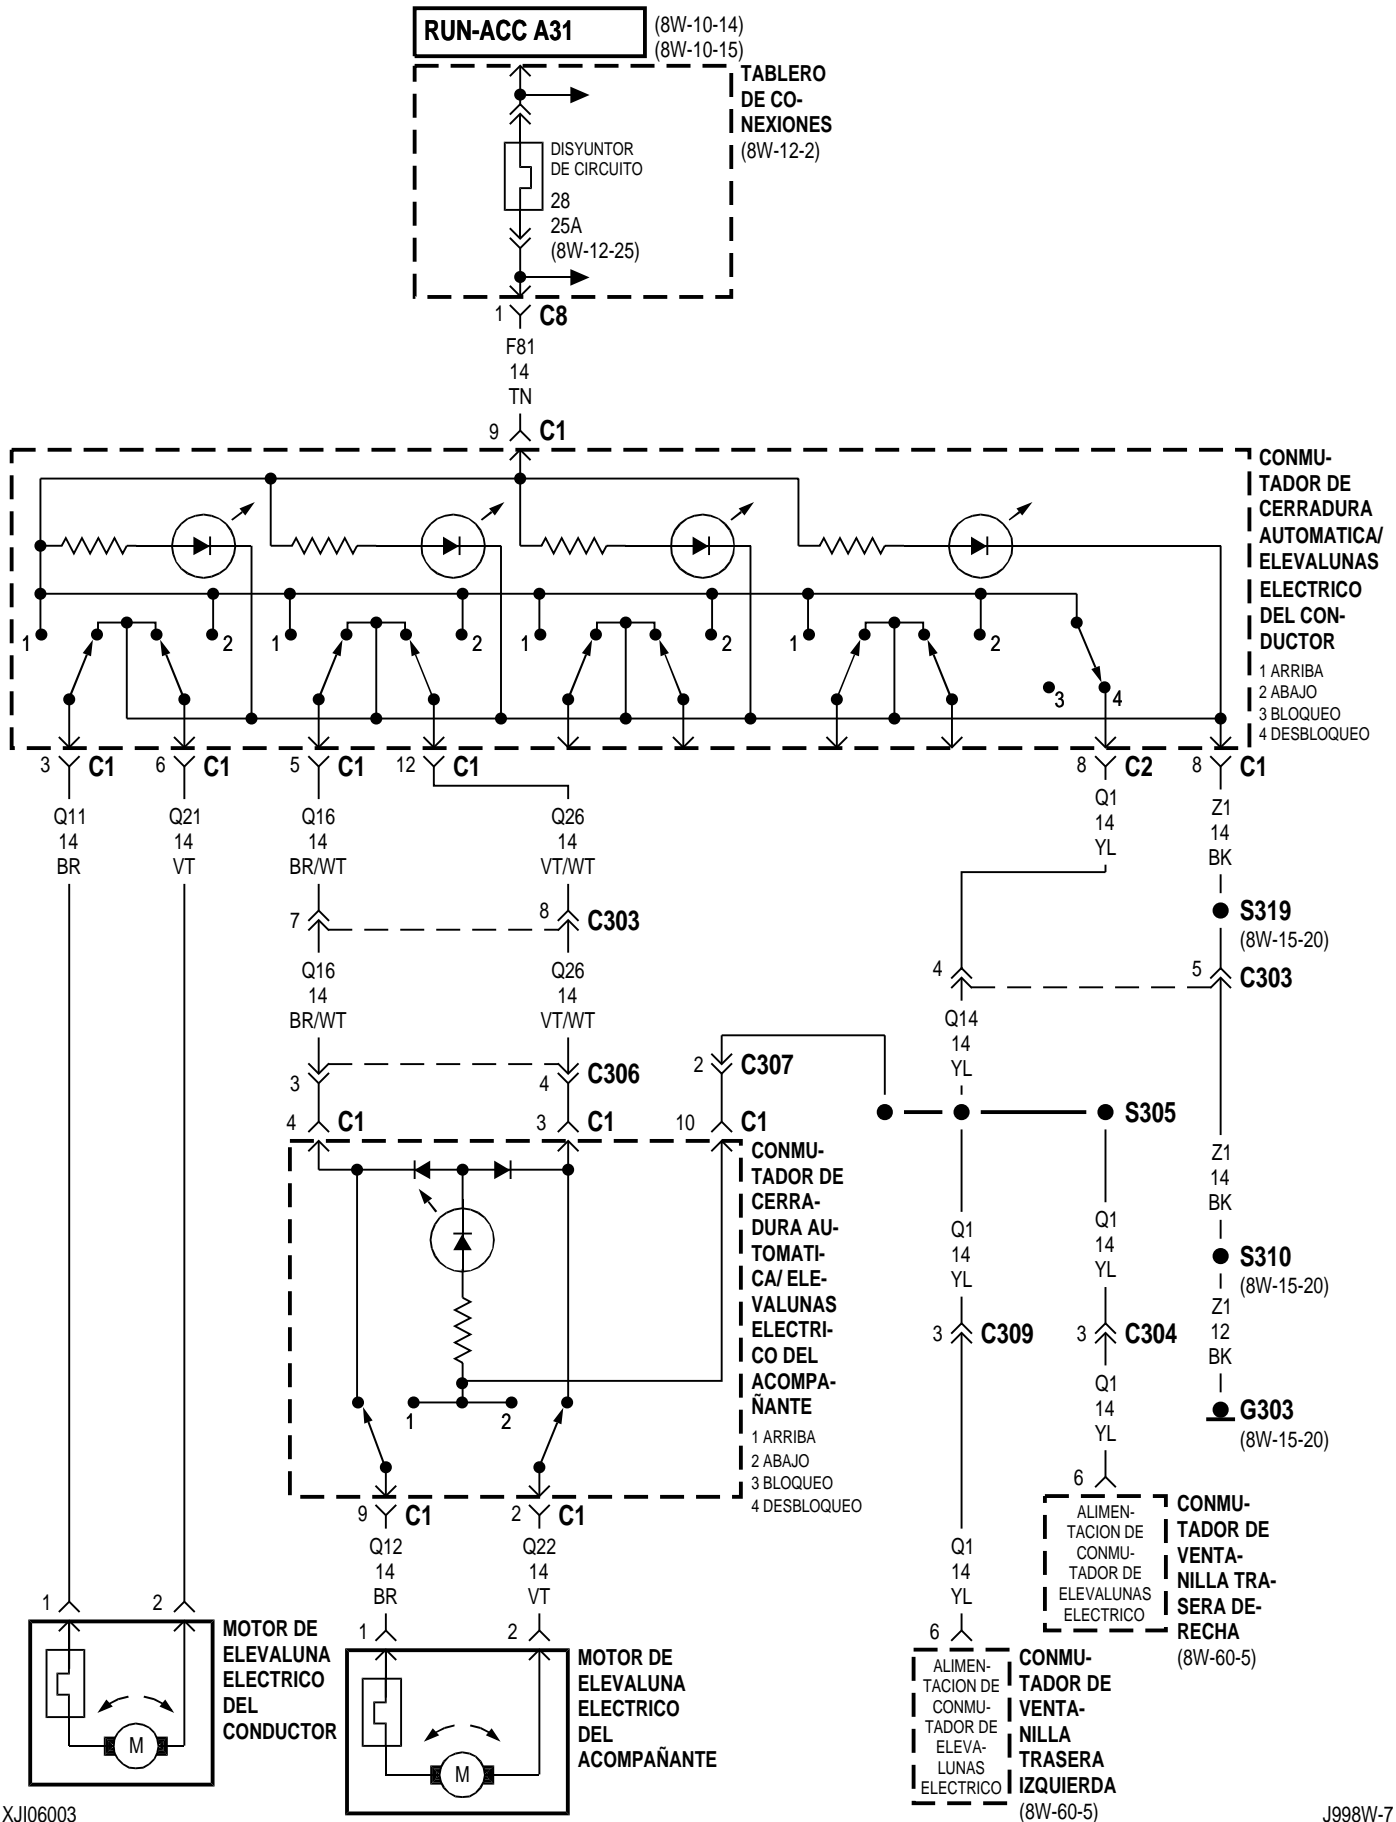 RUN-ACC A31
(8W-10-14)
(8W-10-15)
TABLERO
DE CO-
NEXIONES
(8W-12-2)
DISYUNTOR
DE CIRCUITO
28
25A
(8W-12-25)
1 C8
F81
14
TN
9 C1
CONMU-
TADOR DE
CERRADURA
AUTOMATICA/
ELEVALUNAS
ELECTRICO
DEL CON-
DUCTOR
1 ARRIBA
2 ABAJO
3 BLOQUEO
4 DESBLOQUEO
1 2 1 2 1 2 1 2
3 4
3 C1 6 C1 5 C1 12 C1 8 C2 8 C1
Q11
14
BR
Q21
14
VT
Q16
14
BR/WT
Q26
14
VT/WT
Q1
14
YL
Z1
14
BK
7 8 C303
S319
(8W-15-20)
4 5 C303
Q16
14
BR/WT
Q26
14
VT/WT
Q14
14
YL
3 4 C306
2 C307
S305
4 C1 3 C1 10 C1
CONMU-
TADOR DE
CERRA-
DURA AU-
TOMATI-
CA/ ELE-
VALUNAS
ELECTRI-
CO DEL
ACOMPA-
ÑANTE
1 ARRIBA
2 ABAJO
3 BLOQUEO
4 DESBLOQUEO
1 2
Q1
14
YL
Q1
14
YL
Z1
14
BK
S310
(8W-15-20)
Z1
12
BK
G303
(8W-15-20)
3 C309
3 C304
Q1
14
YL
6
ALIMEN-
TACION DE
CONMU-
TADOR DE
ELEVALUNAS
ELECTRICO
CONMU-
TADOR DE
VENTA-
NILLA TRA-
SERA DE-
RECHA
(8W-60-5)
9 C1 2 C1
Q12
14
BR
Q22
14
VT
Q1
14
YL
6
ALIMEN-
TACION DE
CONMU-
TADOR DE
ELEVA-
LUNAS
ELECTRICO
CONMU-
TADOR DE
VENTA-
NILLA
TRASERA
IZQUIERDA
(8W-60-5)
1 2
M
MOTOR DE
ELEVALUNA
ELECTRICO
DEL
CONDUCTOR
1 2
M
MOTOR DE
ELEVALUNA
ELECTRICO
DEL
ACOMPAÑANTE
XJI06003
J998W-7